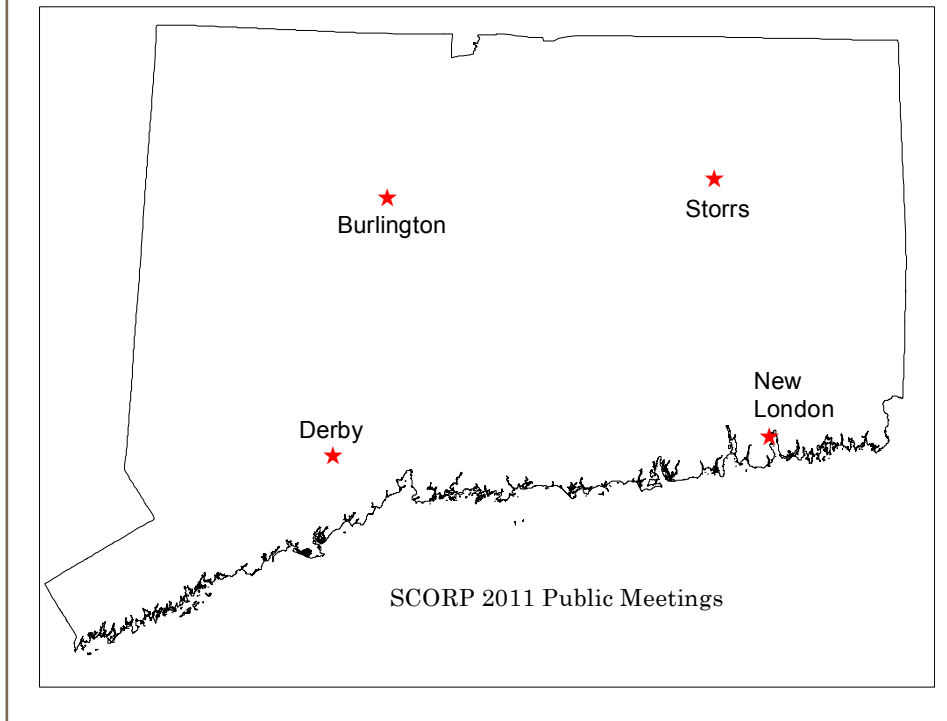 Burlington
Storrs
New
London
Derby
SCORP 2011 Public Meetings